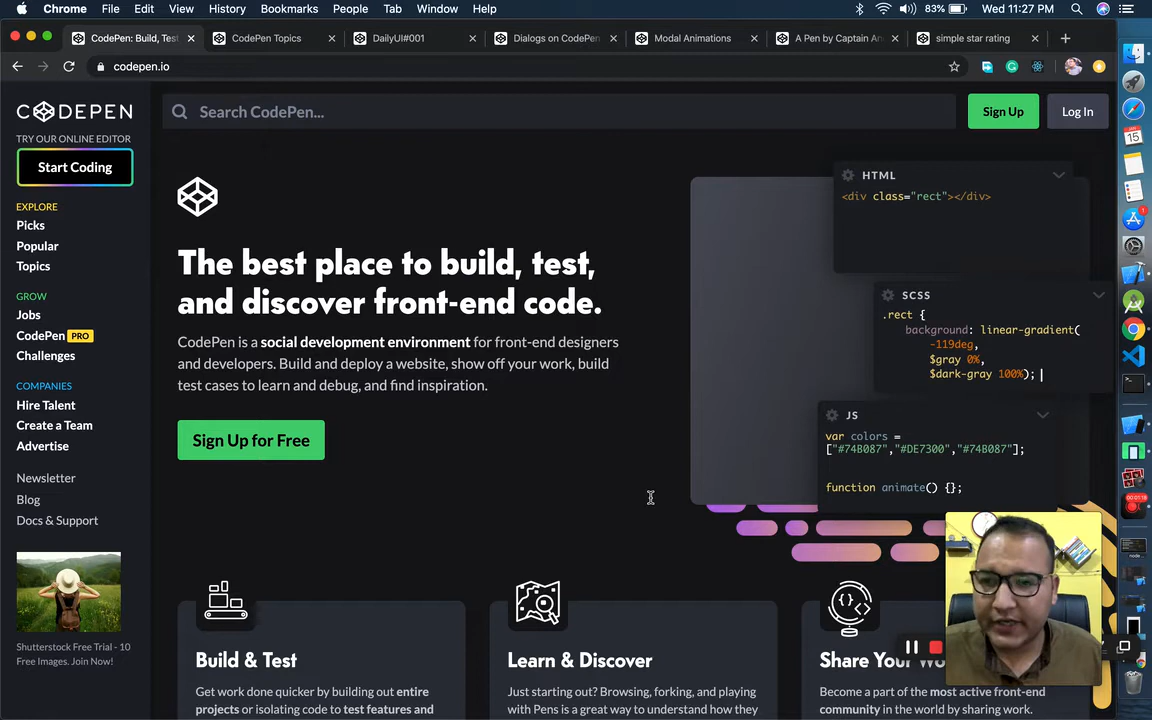 Chrome File Edit View History Bookmarks People Tab Window Help 83% Wed 11:27 PM
CodePen: Build, Test CodePen Topics DailyUI#001 Dialogs on CodePen Modal Animations A Pen by Captain An simple star rating
codepen.io
CODEPEN
Search CodePen...
Sign Up
Log In
TRY OUR ONLINE EDITOR
Start Coding
EXPLORE
Picks
Popular
Topics
GROW
Jobs
CodePen PRO
Challenges
COMPANIES
Hire Talent
Create a Team
Advertise
Newsletter
Blog
Docs & Support
Shutterstock Free Trial - 10
Free Images. Join Now!
The best place to build, test,
and discover front-end code.
CodePen is a social development environment for front-end designers
and developers. Build and deploy a website, show off your work, build
test cases to learn and debug, and find inspiration.
Sign Up for Free
HTML
<div class="rect"></div>
SCSS
.rect {
background: linear-gradient(
-119deg,
$gray 0%,
$dark-gray 100%);
JS
var colors =
["#74B087","#DE7300","#74B087"];
function animate() {};
Build & Test
Get work done quicker by building out entire
projects or isolating code to test features and
Learn & Discover
Just starting out? Browsing, forking, and playing
with Pens is a great way to understand how they
Share Your Wo
Become a part of the most active front-end
community in the world by sharing work.
JAN
15